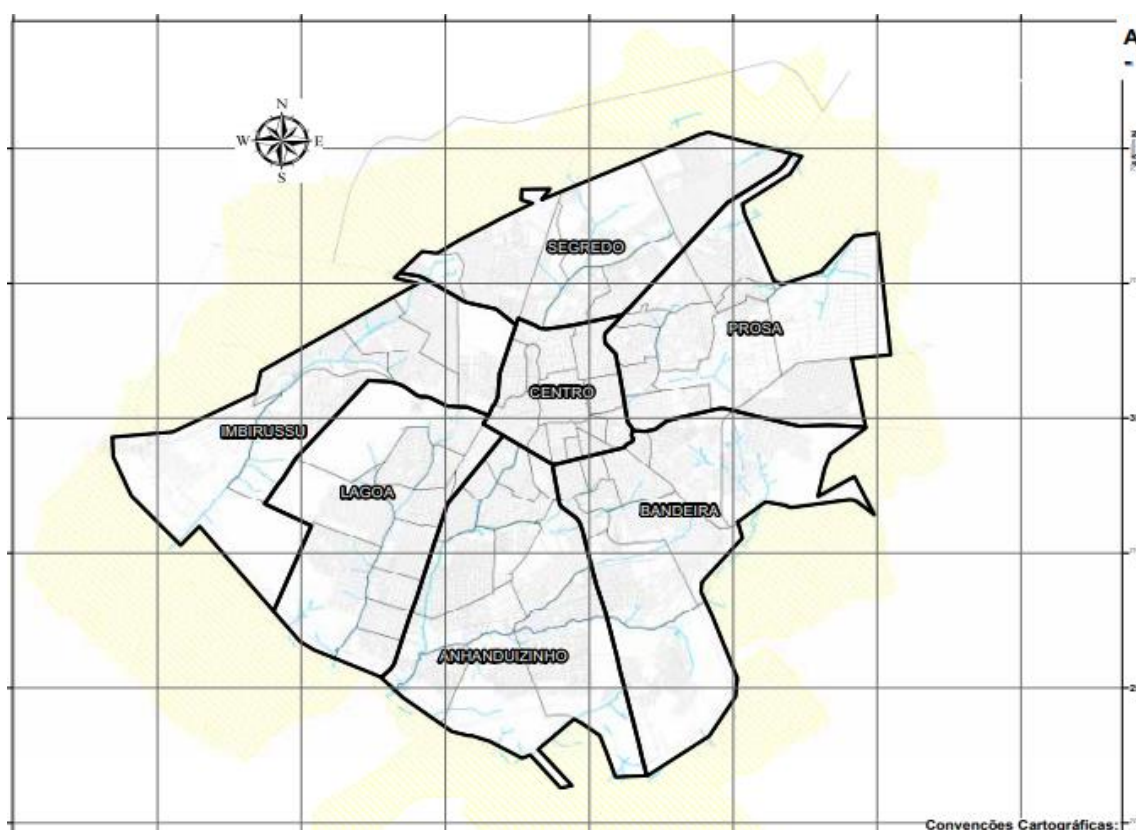 A
-
N
W E
S
SEGREDO
PROSA
CENTRO
IMBIRUSSU
LAGOA
BANDEIRA
ANHANDUIZINHO
Convenções Cartográficas: